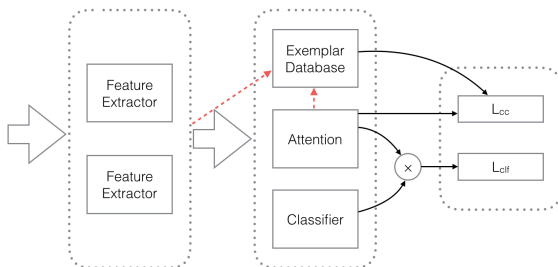 Feature
Extractor
Feature
Extractor
Exemplar
Database
Attention
Classifier
×
Lcc
Lclf